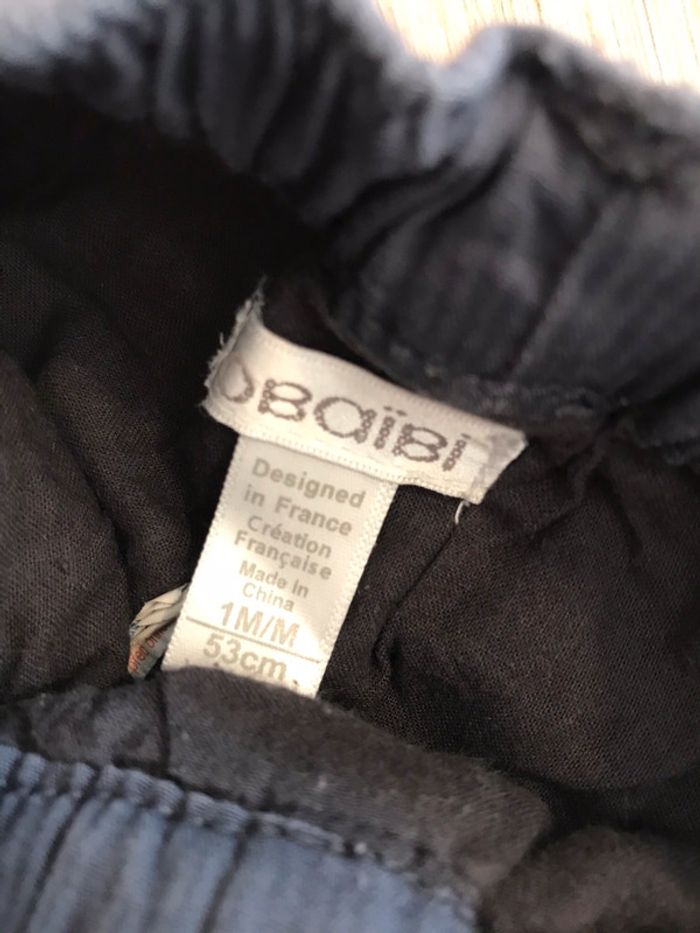 OBaïBi
Designed
in France
Création
Française
Made In
China
1M/M
53cm